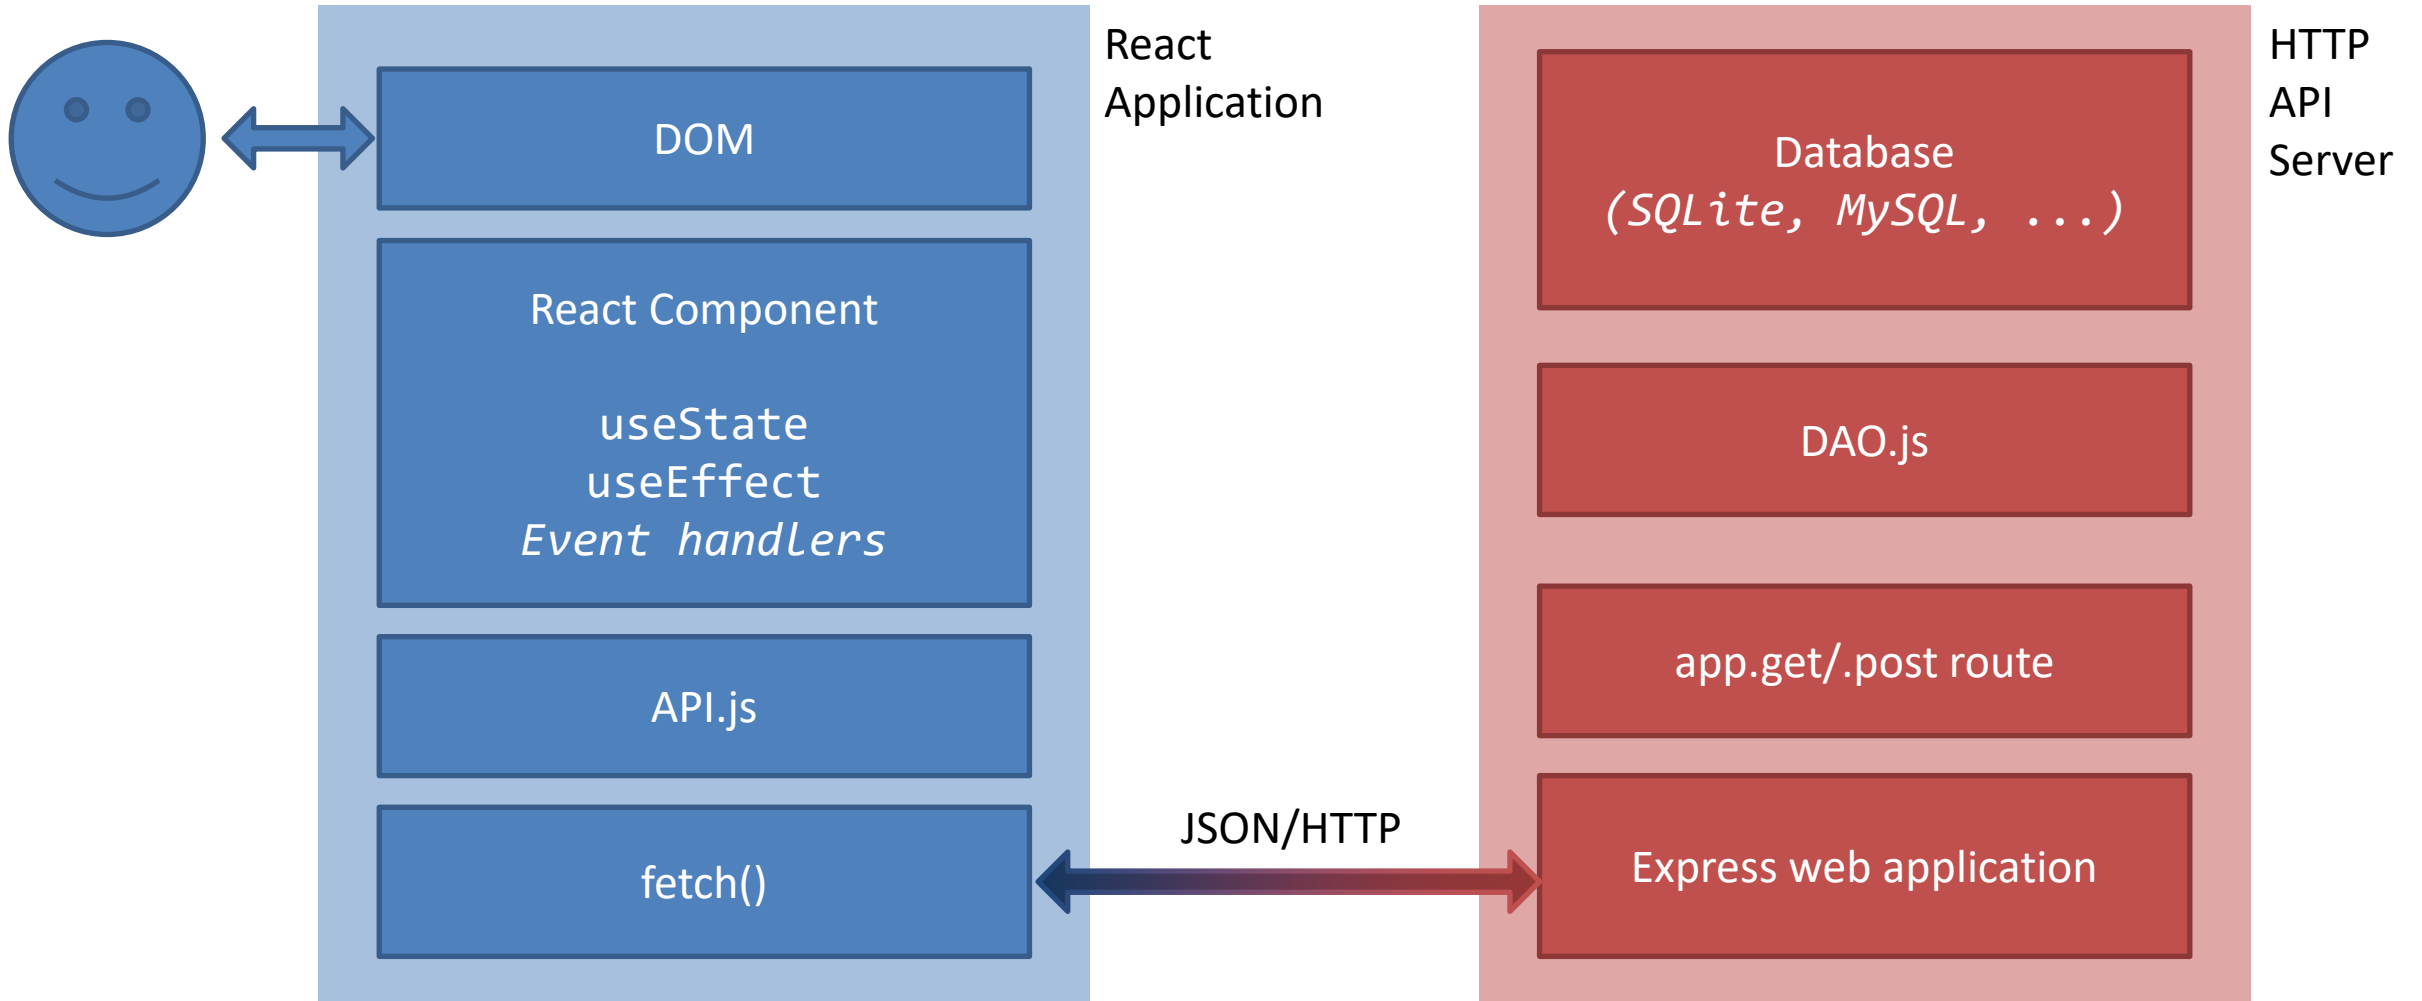 React
Application
DOM
React Component
useState
useEffect
Event handlers
API.js
fetch()
JSON/HTTP
HTTP
API
Server
Database
(SQLite, MySQL, ...)
DAO.js
app.get/.post route
Express web application